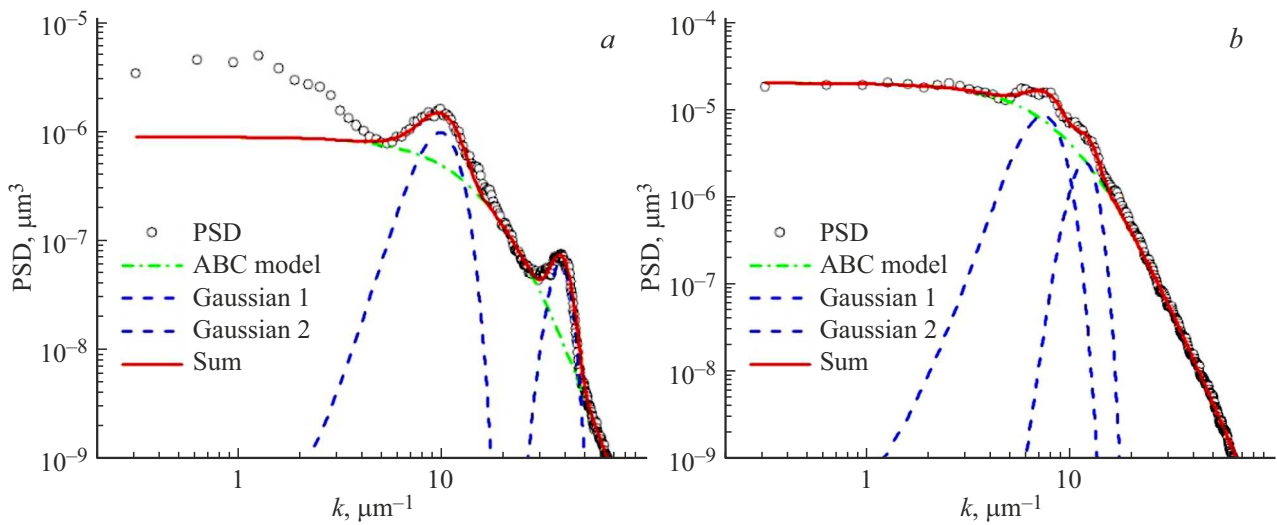 a
10⁻⁵
10⁻⁶
10⁻⁷
10⁻⁸
10⁻⁹
PSD, μm³
PSD
ABC model
Gaussian 1
Gaussian 2
Sum
1
10
k, μm⁻¹
b
10⁻⁴
10⁻⁵
10⁻⁶
10⁻⁷
10⁻⁸
10⁻⁹
PSD, μm³
PSD
ABC model
Gaussian 1
Gaussian 2
Sum
1
10
k, μm⁻¹